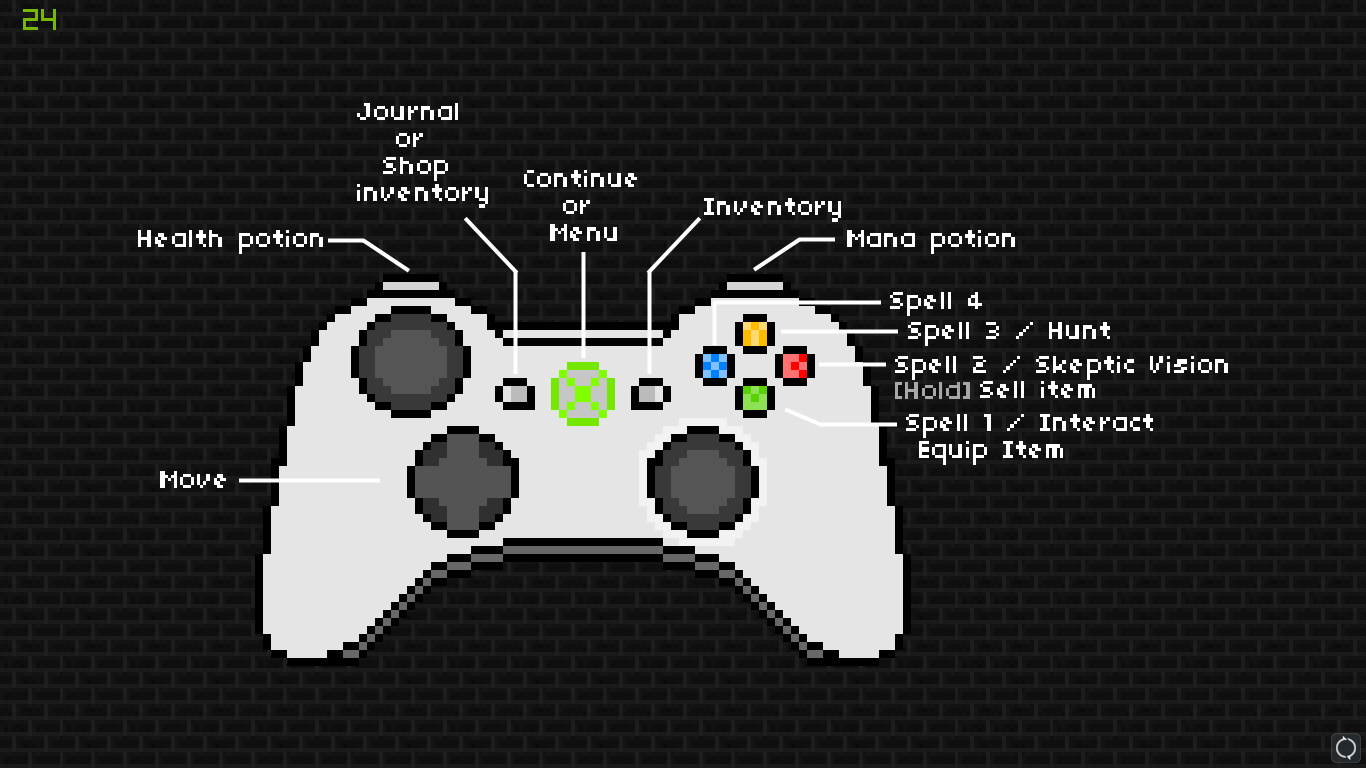 24
Journal
or
Shop
inventory
Continue
or
Menu
Inventory
Health potion
Mana potion
Spell 4
Spell 3 / Hunt
Spell 2 / Skeptic Vision
[Hold] Sell item
Spell 1 / Interact
Equip Item
Move